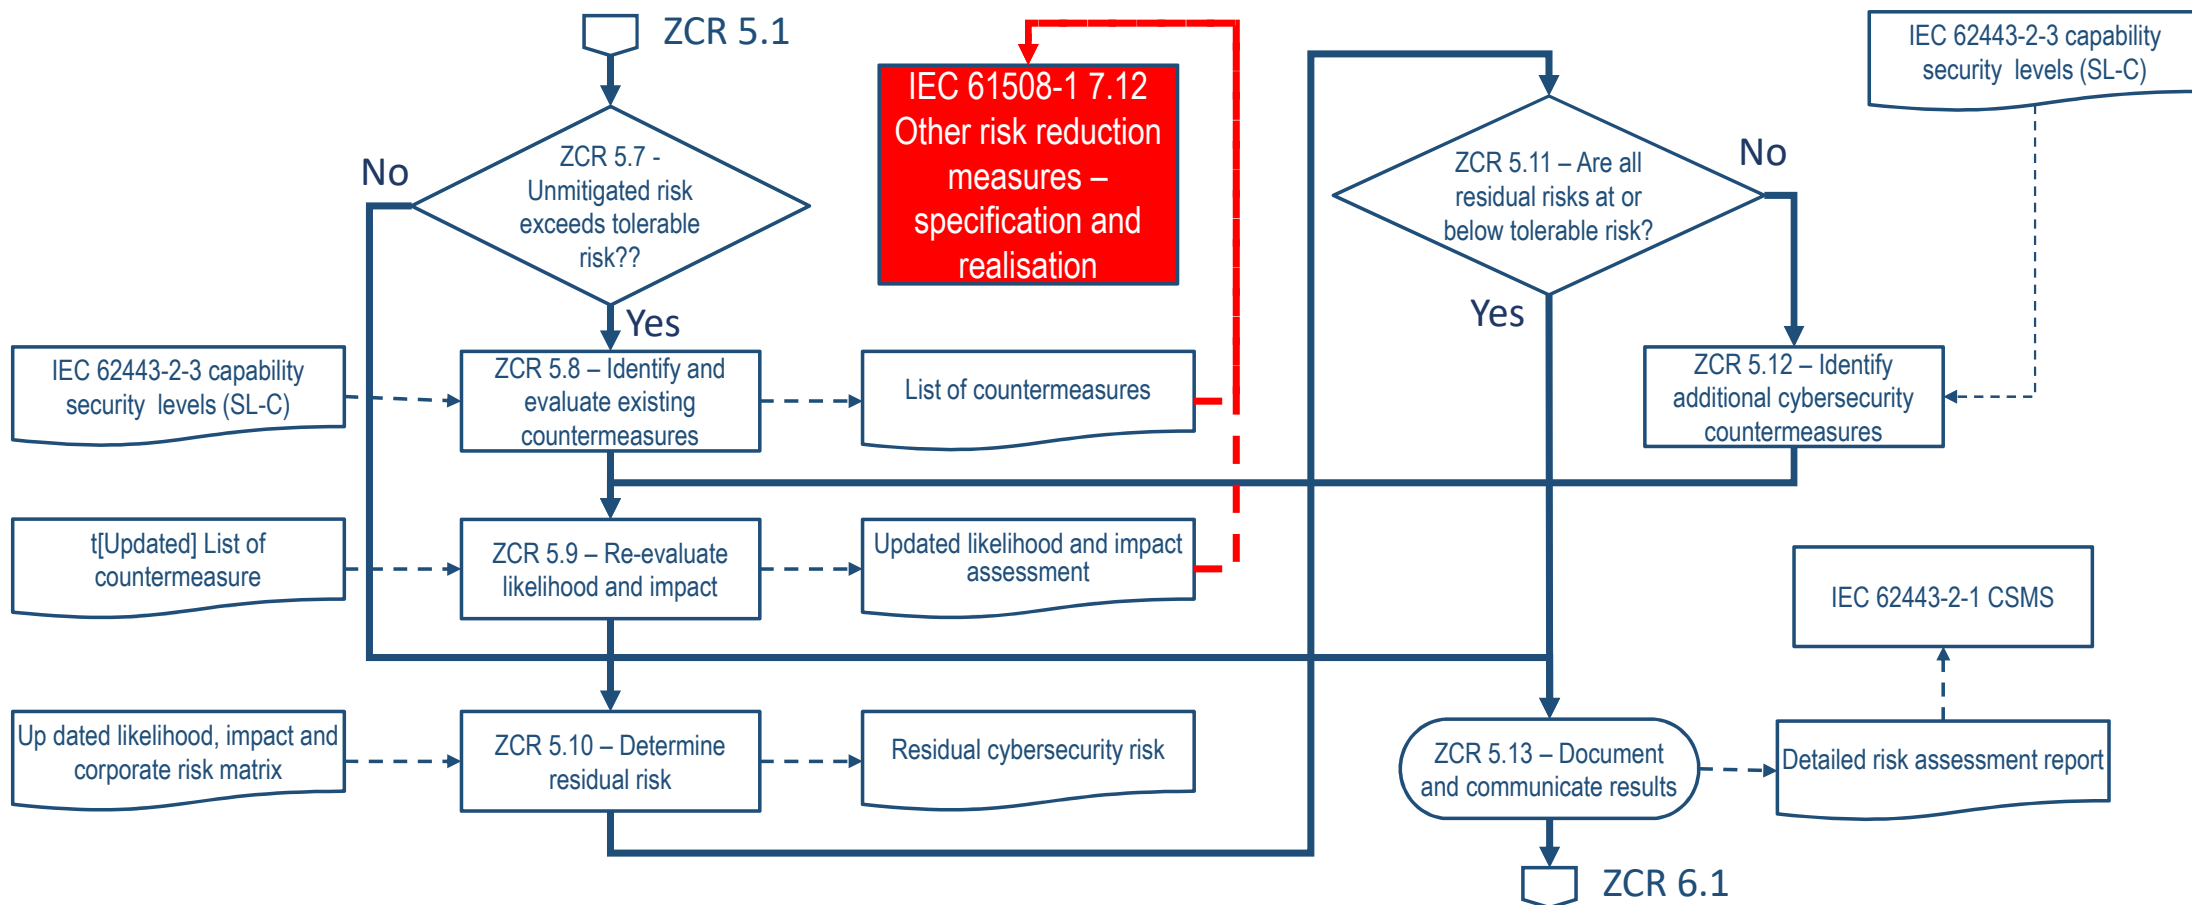 ZCR 5.1
ZCR 5.7 -
Unmitigated risk
exceeds tolerable
risk??
No
Yes
IEC 61508-1 7.12
Other risk reduction
measures –
specification and
realisation
ZCR 5.11 – Are all
residual risks at or
below tolerable risk?
No
Yes
IEC 62443-2-3 capability
security levels (SL-C)
IEC 62443-2-3 capability
security levels (SL-C)
ZCR 5.8 – Identify and
evaluate existing
countermeasures
List of countermeasures
ZCR 5.12 – Identify
additional cybersecurity
countermeasures
t[Updated] List of
countermeasure
ZCR 5.9 – Re-evaluate
likelihood and impact
Updated likelihood and impact
assessment
IEC 62443-2-1 CSMS
Up dated likelihood, impact and
corporate risk matrix
ZCR 5.10 – Determine
residual risk
Residual cybersecurity risk
ZCR 5.13 – Document
and communicate results
Detailed risk assessment report
ZCR 6.1